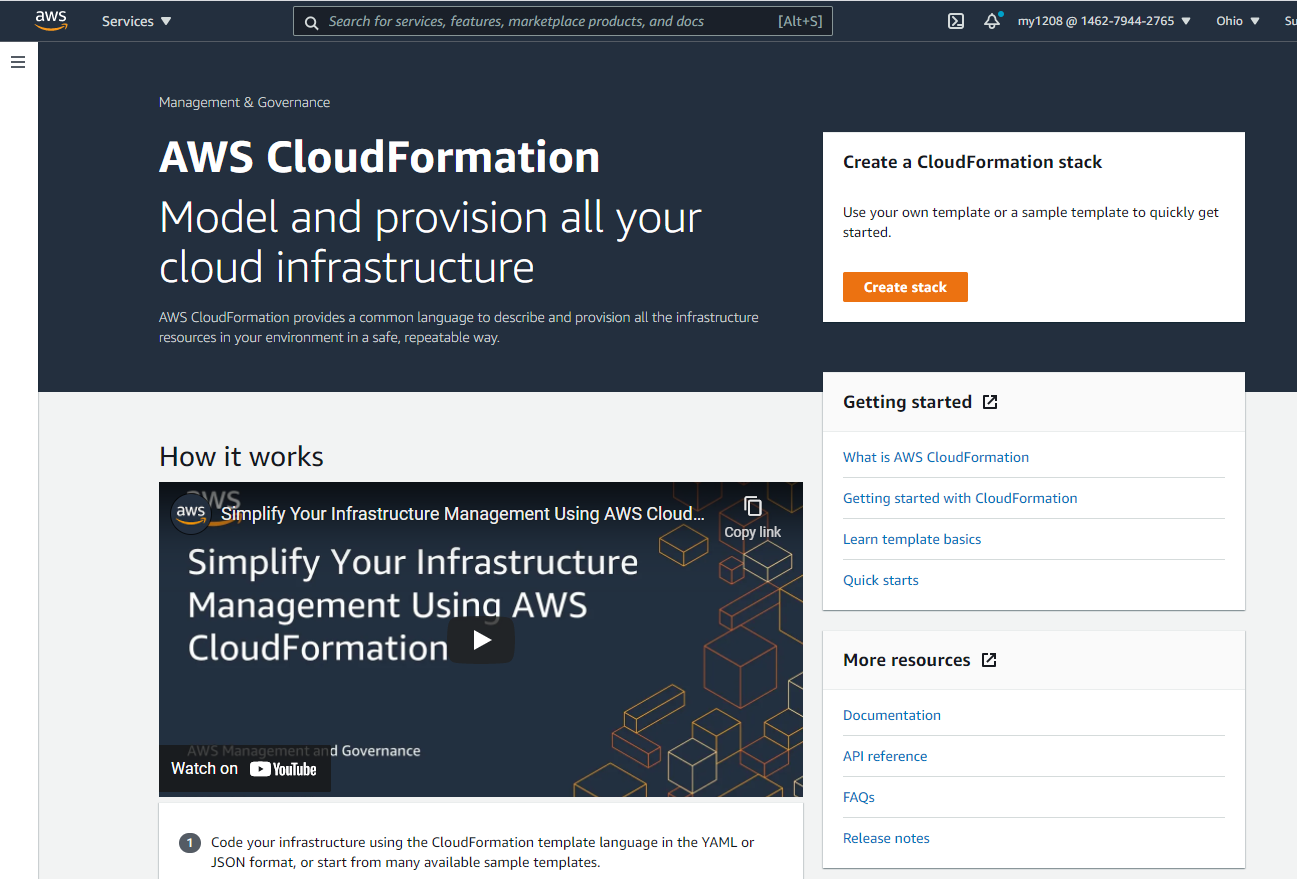 aws
Services
Search for services, features, marketplace products, and docs
[Alt+S]
my1208 @ 1462-7944-2765
Ohio
Su
Management & Governance
AWS CloudFormation
Model and provision all your
cloud infrastructure
AWS CloudFormation provides a common language to describe and provision all the infrastructure
resources in your environment in a safe, repeatable way.
Create a CloudFormation stack
Use your own template or a sample template to quickly get
started.
Create stack
Getting started
What is AWS CloudFormation
Getting started with CloudFormation
Learn template basics
Quick starts
How it works
aws
aws
Simplify Your Infrastructure Management Using AWS Cloud...
Copy link
Simplify Your Infrastructure
Management Using AWS
CloudFormation
AWS Management and Governance
Watch on YouTube
More resources
Documentation
API reference
FAQs
Release notes
1 Code your infrastructure using the CloudFormation template language in the YAML or
JSON format, or start from many available sample templates.